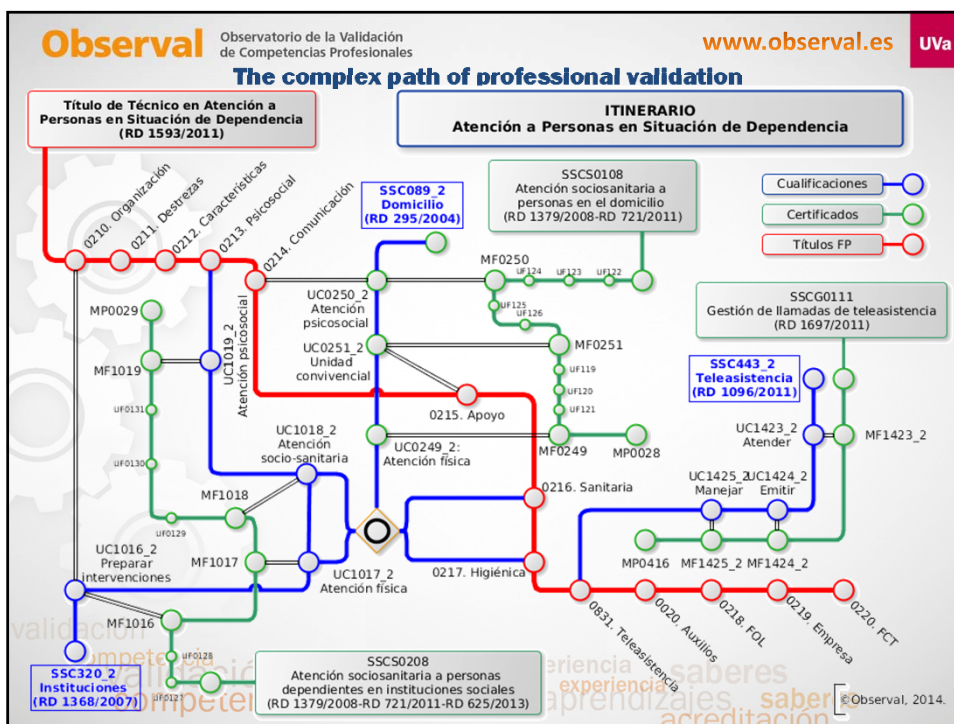 Observal
Observatorio de la Validación
de Competencias Profesionales
www.observal.es
UVa
The complex path of professional validation
Título de Técnico en Atención a
Personas en Situación de Dependencia
(RD 1593/2011)
ITINERARIO
Atención a Personas en Situación de Dependencia
0210. Organización
0211. Destrezas
0212. Características
0213. Psicosocial
0214. Comunicación
SSC089_2
Domicilio
(RD 295/2004)
SSCS0108
Atención sociosanitaria a
personas en el domicilio
(RD 1379/2008-RD 721/2011)
Cualificaciones
Certificados
Títulos FP
MF0250
UF124
UF123
UF122
UF125
UF126
UC0250_2
Atención
psicosocial
SSCG0111
Gestión de llamadas de teleasistencia
(RD 1697/2011)
MP0029
UC1019_2
Atención psicosocial
MF1019
UC0251_2
Unidad
convivencial
MF0251
UF119
UF120
UF121
SSC443_2
Teleasistencia
(RD 1096/2011)
0215. Apoyo
UF0131
UF0130
UF0129
UC1018_2
Atención
socio-sanitaria
UC0249_2:
Atención física
MF0249
MP0028
UC1423_2
Atender
MF1423_2
MF1018
0216. Sanitaria
UC1425_2
Manejar
UC1424_2
Emitir
MF1017
UC1017_2
Atención física
0217. Higiénica
MP0416
MF1425_2
MF1424_2
UC1016_2
Preparar
intervenciones
MF1016
UF0128
UF0127
0831. Teleasistencia
0020. Auxilios
0218. FOL
0219. Empresa
0220. FCT
SSC320_2
Instituciones
(RD 1368/2007)
SSCS0208
Atención sociosanitaria a personas
dependientes en instituciones sociales
(RD 1379/2008-RD 721/2011-RD 625/2013)
validación
competencia
experiencia
saberes
aprendizajes
acreditación
©Observal, 2014.